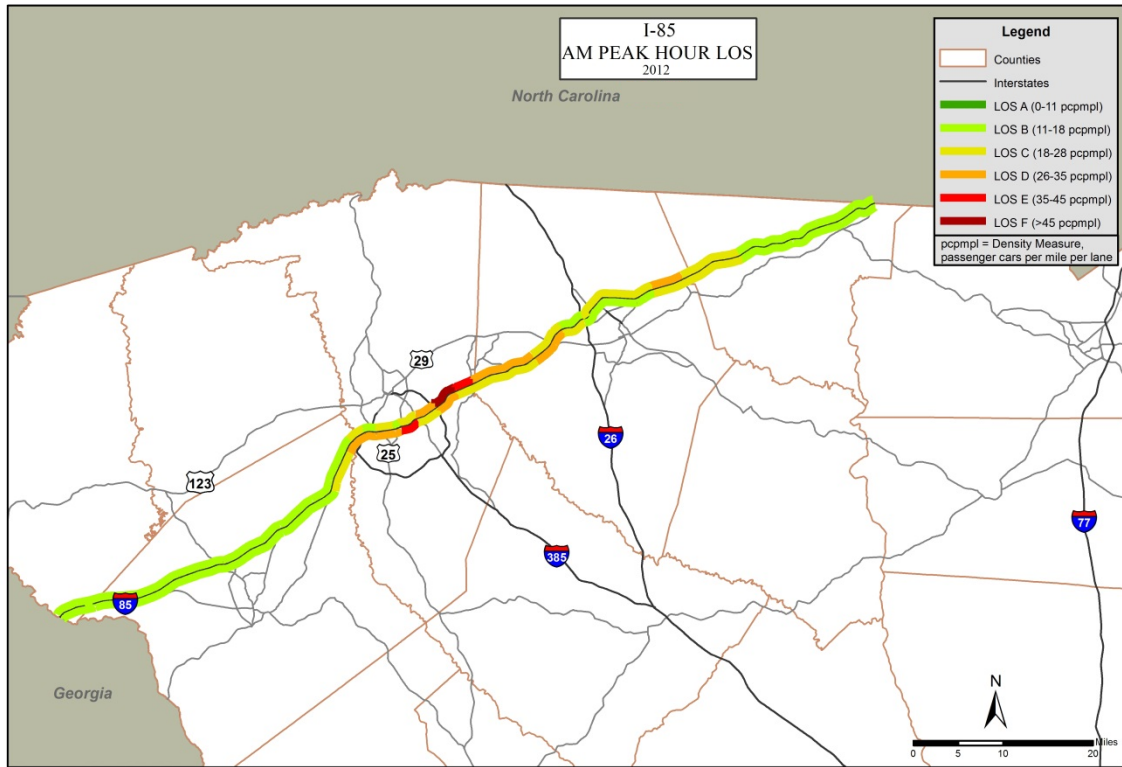 I-85
AM PEAK HOUR LOS
2012
North Carolina
Legend
Counties
Interstates
LOS A (0-11 pcpmpl)
LOS B (11-18 pcpmpl)
LOS C (18-28 pcpmpl)
LOS D (26-35 pcpmpl)
LOS E (35-45 pcpmpl)
LOS F (>45 pcpmpl)
pcpmpl = Density Measure,
passenger cars per mile per lane
29
25
26
123
77
385
85
Georgia
N
Miles
0 5 10 20